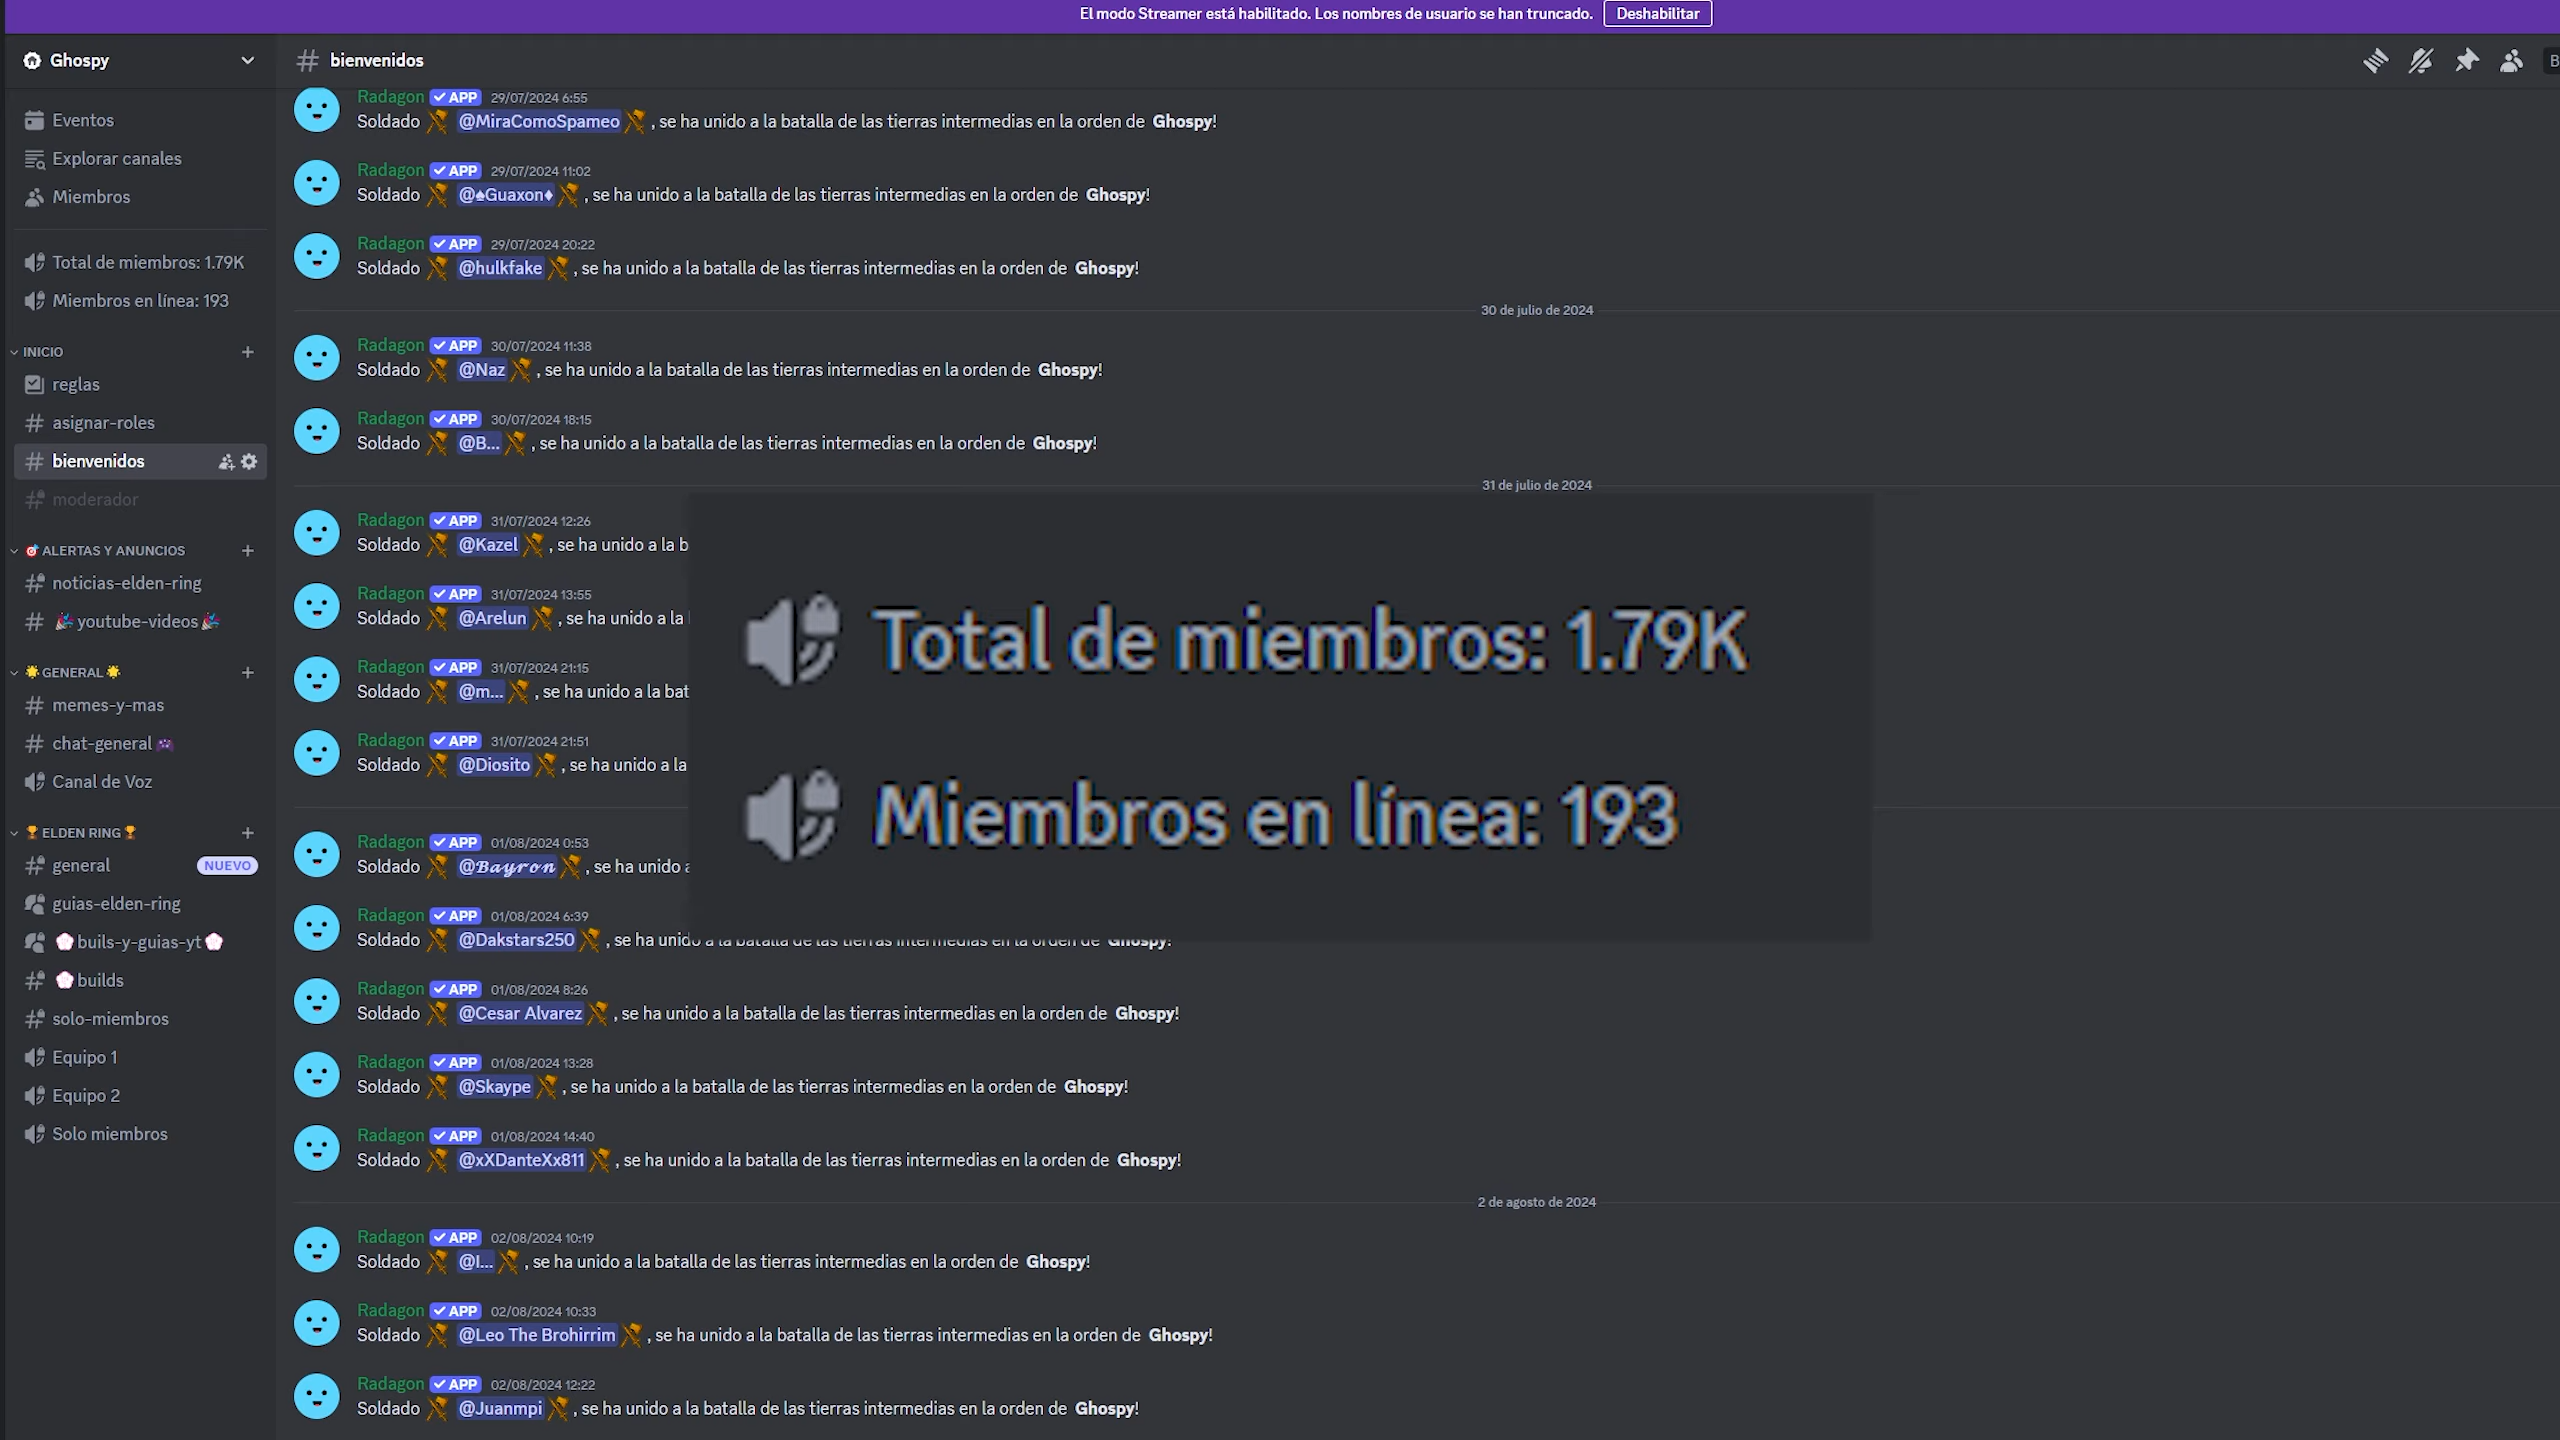 El modo Streamer está habilitado. Los nombres de usuario se han truncado. Deshabilitar
Ghospy
Eventos
Explorar canales
Miembros
Total de miembros: 1.79K
Miembros en línea: 193
INICIO
reglas
asignar-roles
bienvenidos
moderador
ALERTAS Y ANUNCIOS
noticias-elden-ring
youtube-videos
GENERAL
memes-y-mas
chat-general
Canal de Voz
ELDEN RING
general NUEVO
guias-elden-ring
buils-y-guias-yt
builds
solo-miembros
Equipo 1
Equipo 2
Solo miembros
bienvenidos
B
Radagon APP 29/07/2024 6:55
Soldado @MiraComoSpameo , se ha unido a la batalla de las tierras intermedias en la orden de Ghospy!
Radagon APP 29/07/2024 11:02
Soldado @♠Guaxon♦ , se ha unido a la batalla de las tierras intermedias en la orden de Ghospy!
Radagon APP 29/07/2024 20:22
Soldado @hulkfake , se ha unido a la batalla de las tierras intermedias en la orden de Ghospy!
30 de julio de 2024
Radagon APP 30/07/2024 11:38
Soldado @Naz , se ha unido a la batalla de las tierras intermedias en la orden de Ghospy!
Radagon APP 30/07/2024 18:15
Soldado @B... , se ha unido a la batalla de las tierras intermedias en la orden de Ghospy!
31 de julio de 2024
Radagon APP 31/07/2024 12:26
Soldado @Kazel , se ha unido a la b
Radagon APP 31/07/2024 13:55
Soldado @Arelun , se ha unido a la
Radagon APP 31/07/2024 21:15
Soldado @m... , se ha unido a la bat
Radagon APP 31/07/2024 21:51
Soldado @Diosito , se ha unido a la
Total de miembros: 1.79K
Miembros en línea: 193
Radagon APP 01/08/2024 0:53
Soldado @𝓑𝓪𝔂𝓻𝓸𝓷 , se ha unido a
Radagon APP 01/08/2024 6:39
Soldado @Dakstars250 , se ha unido a la batalla de las tierras intermedias en la orden de Ghospy!
Radagon APP 01/08/2024 8:26
Soldado @Cesar Alvarez , se ha unido a la batalla de las tierras intermedias en la orden de Ghospy!
Radagon APP 01/08/2024 13:28
Soldado @Skaype , se ha unido a la batalla de las tierras intermedias en la orden de Ghospy!
Radagon APP 01/08/2024 14:40
Soldado @xXDanteXx811 , se ha unido a la batalla de las tierras intermedias en la orden de Ghospy!
2 de agosto de 2024
Radagon APP 02/08/2024 10:19
Soldado @I... , se ha unido a la batalla de las tierras intermedias en la orden de Ghospy!
Radagon APP 02/08/2024 10:33
Soldado @Leo The Brohirrim , se ha unido a la batalla de las tierras intermedias en la orden de Ghospy!
Radagon APP 02/08/2024 12:22
Soldado @Juanmpi , se ha unido a la batalla de las tierras intermedias en la orden de Ghospy!